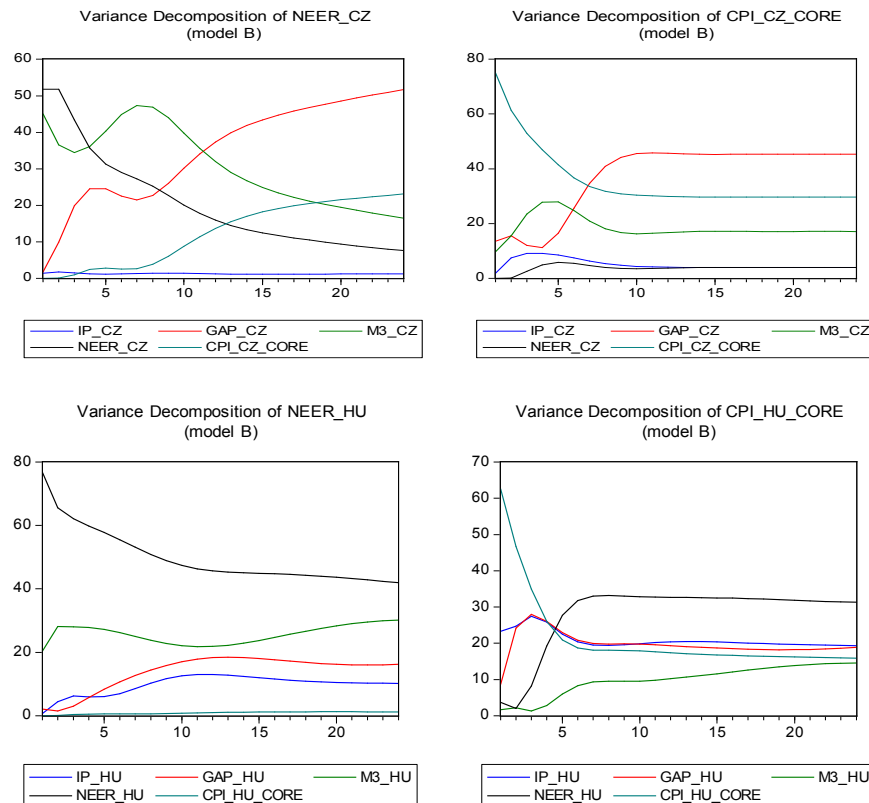 Variance Decomposition of NEER_CZ
(model B)
60
50
40
30
20
10
0
5
10
15
20
IP_CZ
GAP_CZ
M3_CZ
NEER_CZ
CPI_CZ_CORE
Variance Decomposition of CPI_CZ_CORE
(model B)
80
60
40
20
0
5
10
15
20
IP_CZ
GAP_CZ
M3_CZ
NEER_CZ
CPI_CZ_CORE
Variance Decomposition of NEER_HU
(model B)
80
60
40
20
0
5
10
15
20
IP_HU
GAP_HU
M3_HU
NEER_HU
CPI_HU_CORE
Variance Decomposition of CPI_HU_CORE
(model B)
70
60
50
40
30
20
10
0
5
10
15
20
IP_HU
GAP_HU
M3_HU
NEER_HU
CPI_HU_CORE